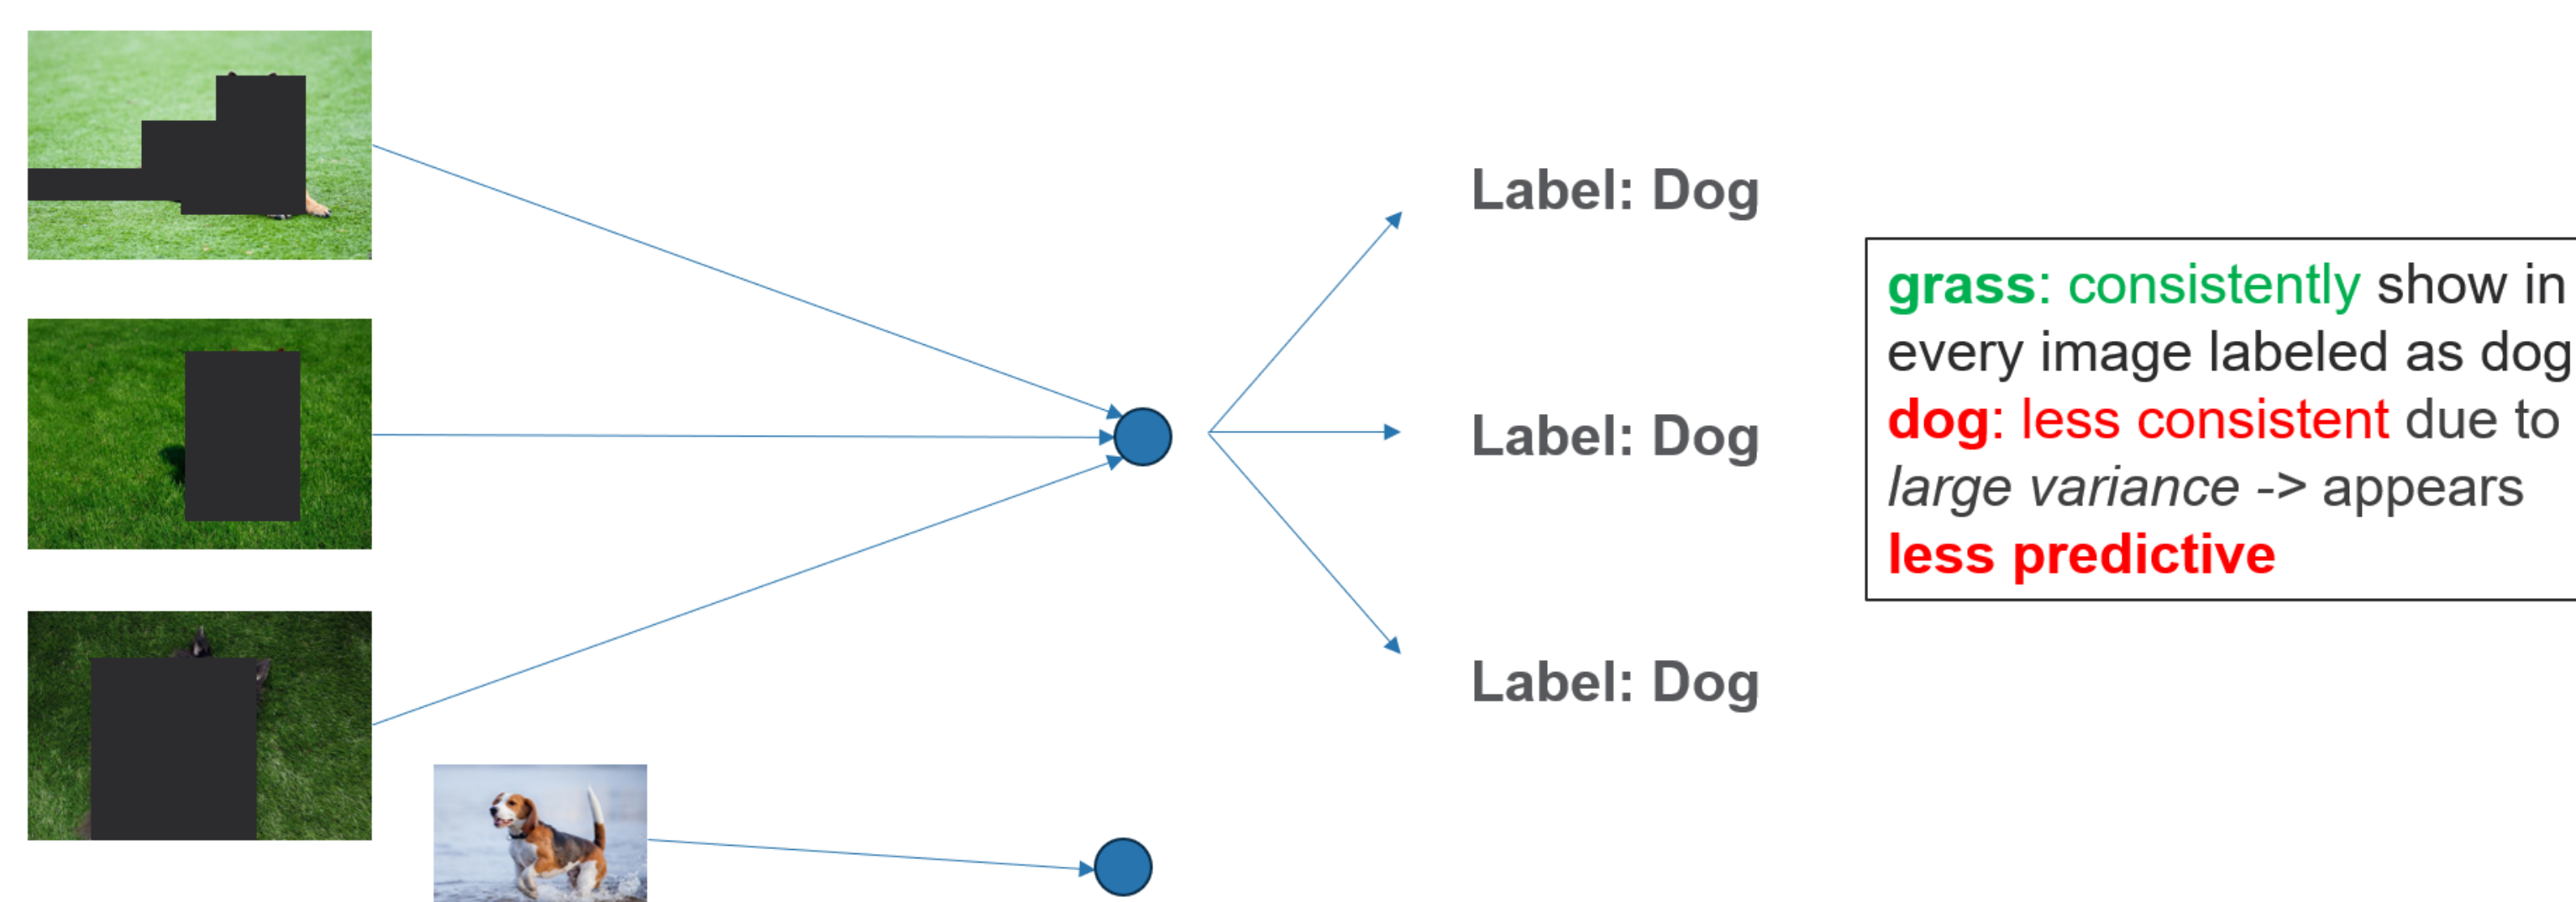 Label: Dog
Label: Dog
Label: Dog
grass: consistently show in
every image labeled as dog
dog: less consistent due to
large variance -> appears
less predictive